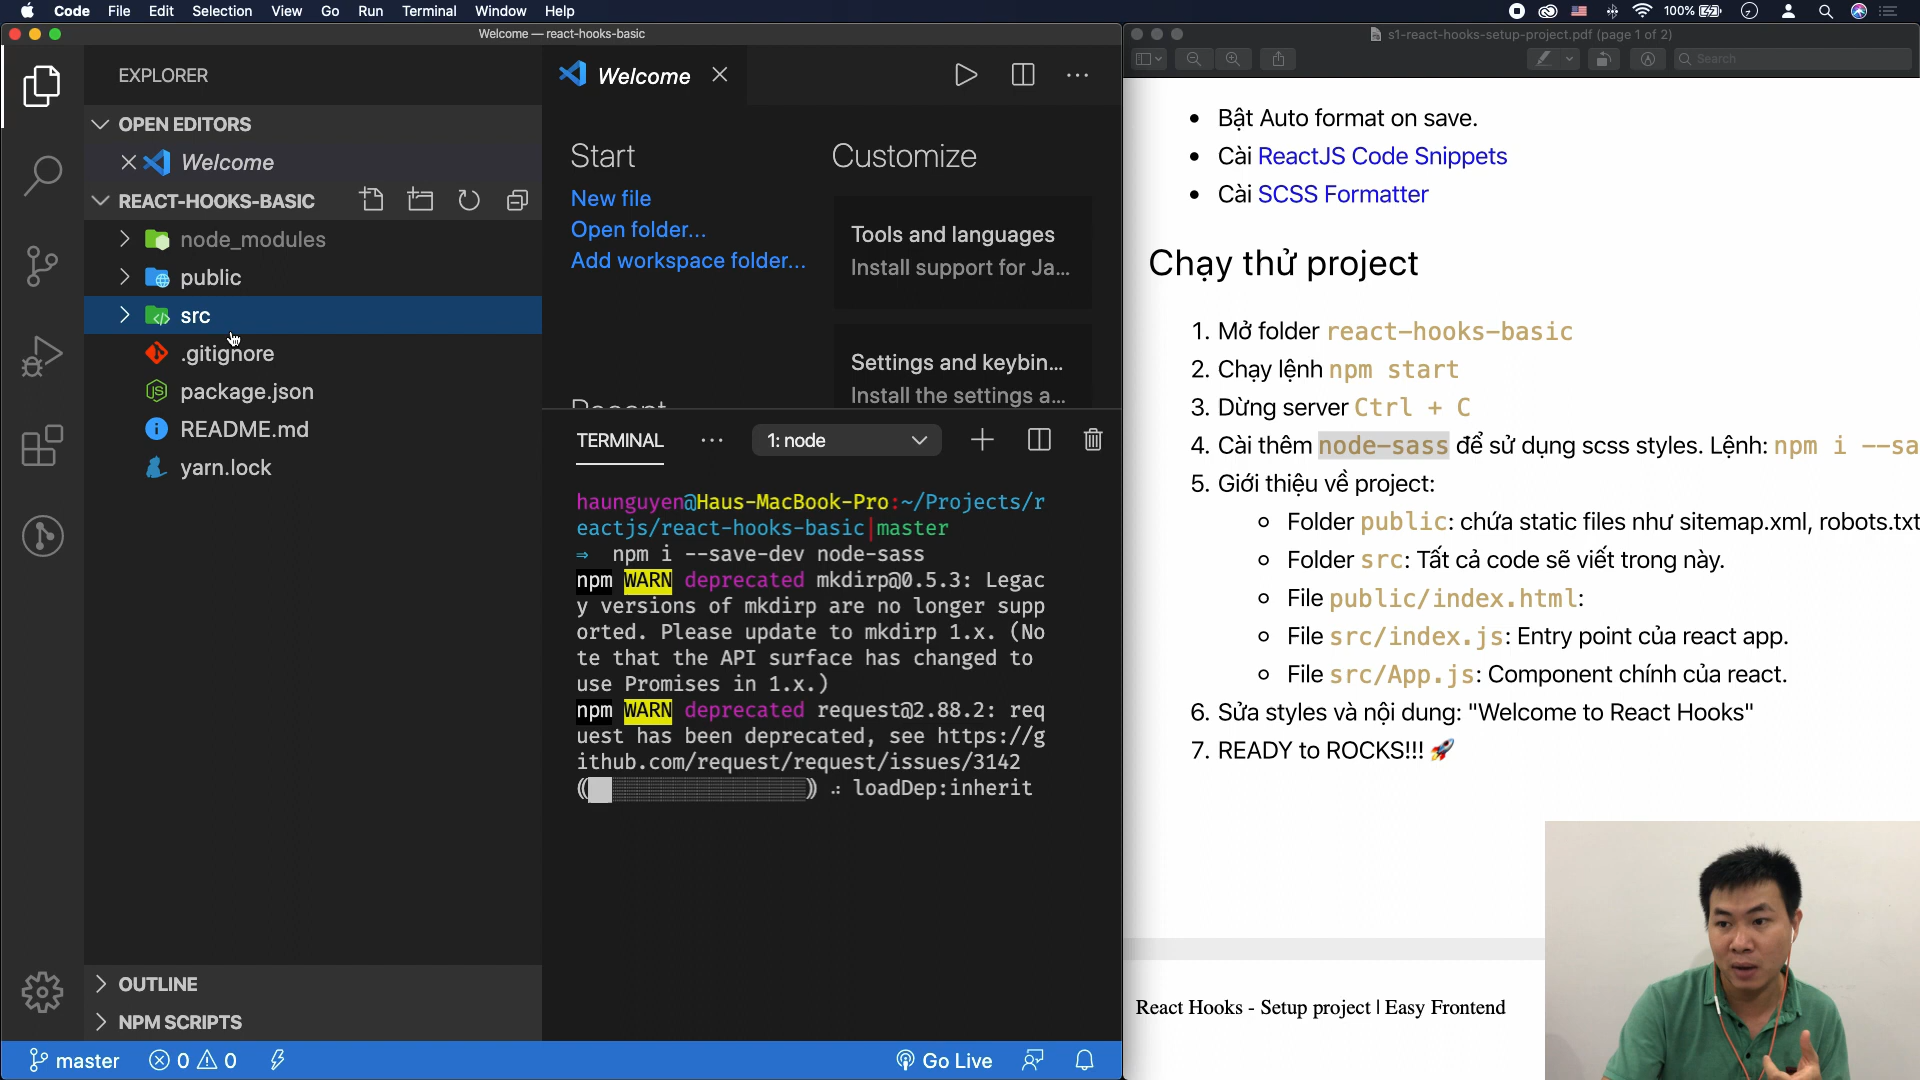 Code File Edit Selection View Go Run Terminal Window Help
100%
Welcome — react-hooks-basic
EXPLORER
OPEN EDITORS
Welcome
REACT-HOOKS-BASIC
node_modules
public
src
.gitignore
package.json
README.md
yarn.lock
OUTLINE
NPM SCRIPTS
master
0 0
Go Live
Welcome
Start
New file
Open folder...
Add workspace folder...
Customize
Tools and languages
Install support for Ja...
Settings and keybin...
Install the settings a...
Recent
TERMINAL
1: node
haunguyen@Haus-MacBook-Pro:~/Projects/r
eactjs/react-hooks-basic|master
⇒ npm i --save-dev node-sass
npm WARN deprecated mkdirp@0.5.3: Legac
y versions of mkdirp are no longer supp
orted. Please update to mkdirp 1.x. (No
te that the API surface has changed to
use Promises in 1.x.)
npm WARN deprecated request@2.88.2: req
uest has been deprecated, see https://g
ithub.com/request/request/issues/3142
loadDep:inherit
s1-react-hooks-setup-project.pdf (page 1 of 2)
Search
• Bật Auto format on save.
• Cài ReactJS Code Snippets
• Cài SCSS Formatter
Chạy thử project
1. Mở folder react-hooks-basic
2. Chạy lệnh npm start
3. Dừng server Ctrl + C
4. Cài thêm node-sass để sử dụng scss styles. Lệnh: npm i --sa
5. Giới thiệu về project:
Folder public: chứa static files như sitemap.xml, robots.txt
Folder src: Tất cả code sẽ viết trong này.
File public/index.html:
File src/index.js: Entry point của react app.
File src/App.js: Component chính của react.
6. Sửa styles và nội dung: "Welcome to React Hooks"
7. READY to ROCKS!!! 🚀
React Hooks - Setup project | Easy Frontend